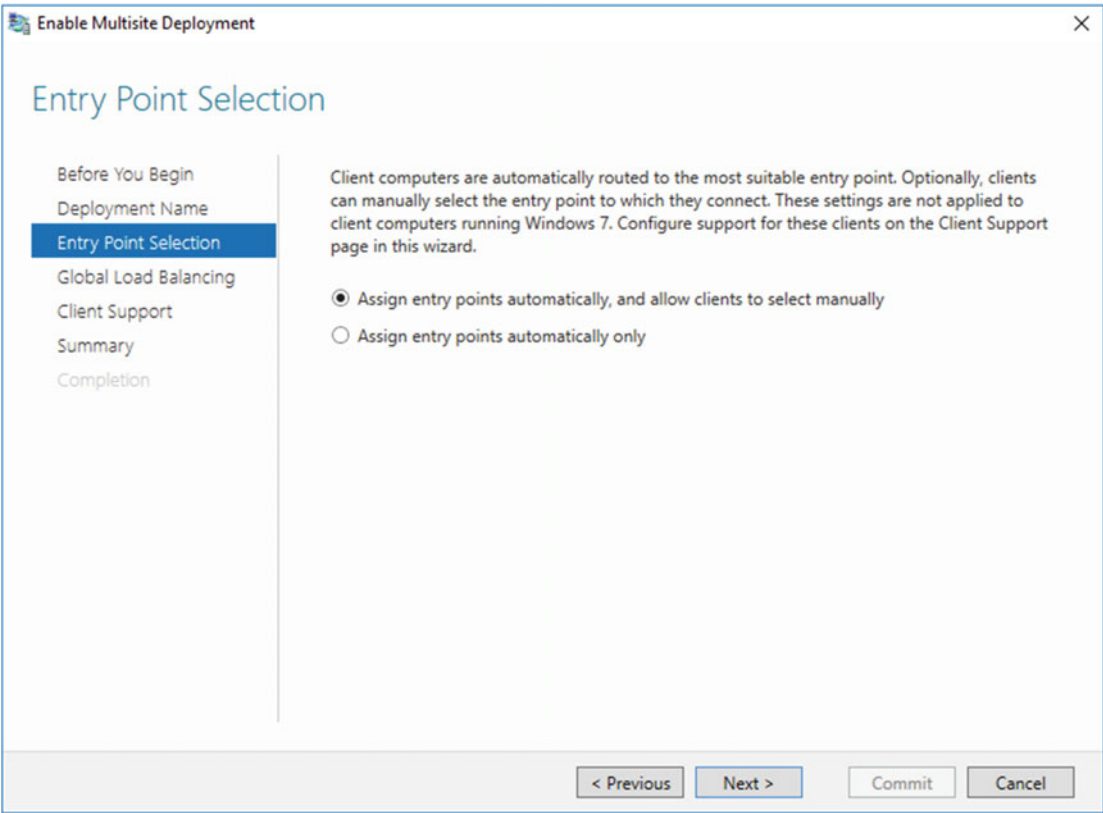 Enable Multisite Deployment
Entry Point Selection
Before You Begin
Deployment Name
Entry Point Selection
Global Load Balancing
Client Support
Summary
Completion
Client computers are automatically routed to the most suitable entry point. Optionally, clients
can manually select the entry point to which they connect. These settings are not applied to
client computers running Windows 7. Configure support for these clients on the Client Support
page in this wizard.
Assign entry points automatically, and allow clients to select manually
Assign entry points automatically only
< Previous
Next >
Commit
Cancel